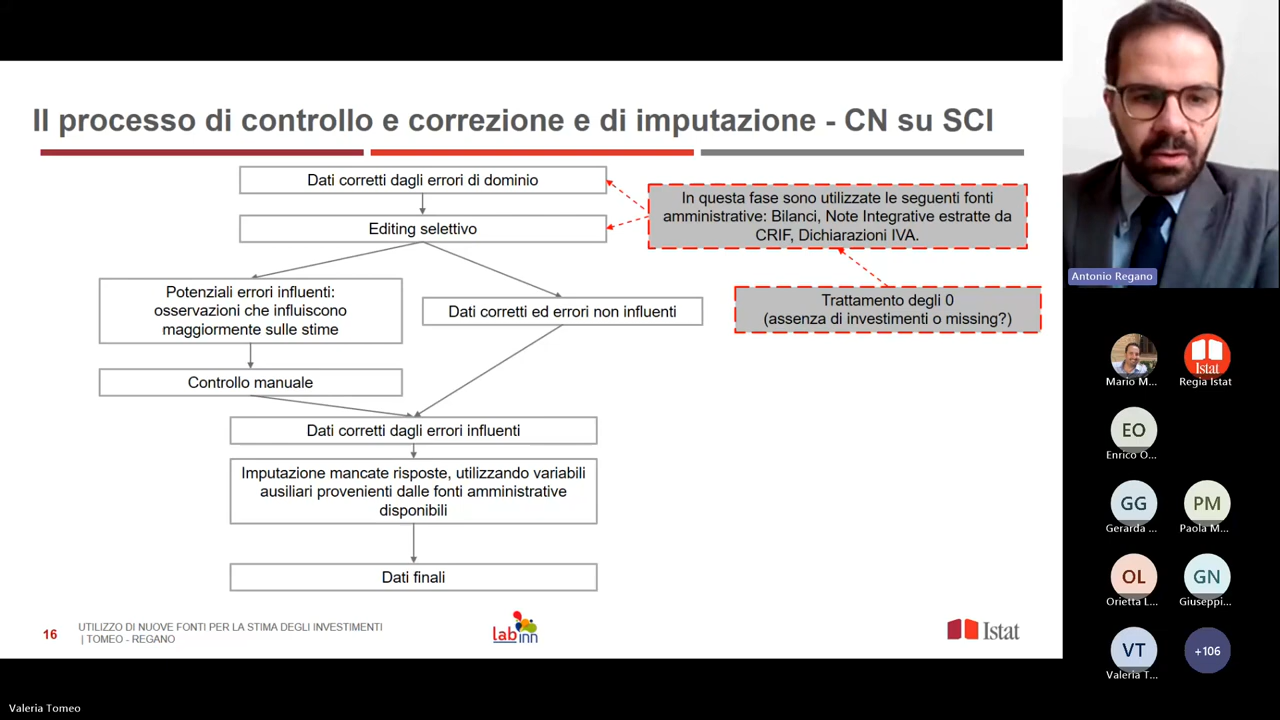 Il processo di controllo e correzione e di imputazione - CN su SCI
Dati corretti dagli errori di dominio
Editing selettivo
In questa fase sono utilizzate le seguenti fonti
amministrative: Bilanci, Note Integrative estratte da
CRIF, Dichiarazioni IVA.
Potenziali errori influenti:
osservazioni che influiscono
maggiormente sulle stime
Dati corretti ed errori non influenti
Trattamento degli 0
(assenza di investimenti o missing?)
Controllo manuale
Dati corretti dagli errori influenti
Imputazione mancate risposte, utilizzando variabili
ausiliari provenienti dalle fonti amministrative
disponibili
Dati finali
16
UTILIZZO DI NUOVE FONTI PER LA STIMA DEGLI INVESTIMENTI
| TOMEO - REGANO
labinn
Istat
Antonio Regano
Mario M...
Istat
Regia Istat
EO
Enrico O...
GG
Gerarda ...
PM
Paola M...
OL
Orietta L...
GN
Giuseppi...
VT
Valeria T...
+106
Valeria Tomeo